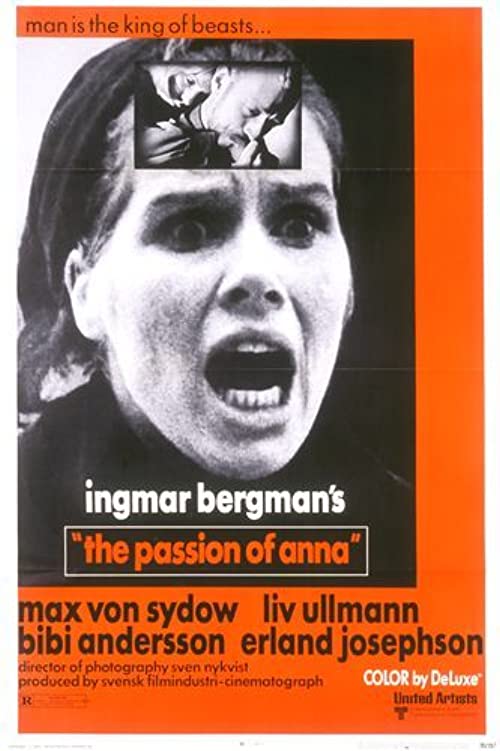 man is the king of beasts...
ingmar bergman's
"the passion of anna"
max von sydow liv ullmann
bibi andersson erland josephson
director of photography sven nykvist
produced by svensk filmindustri-cinematograph
COLOR by DeLuxe
R
United Artists